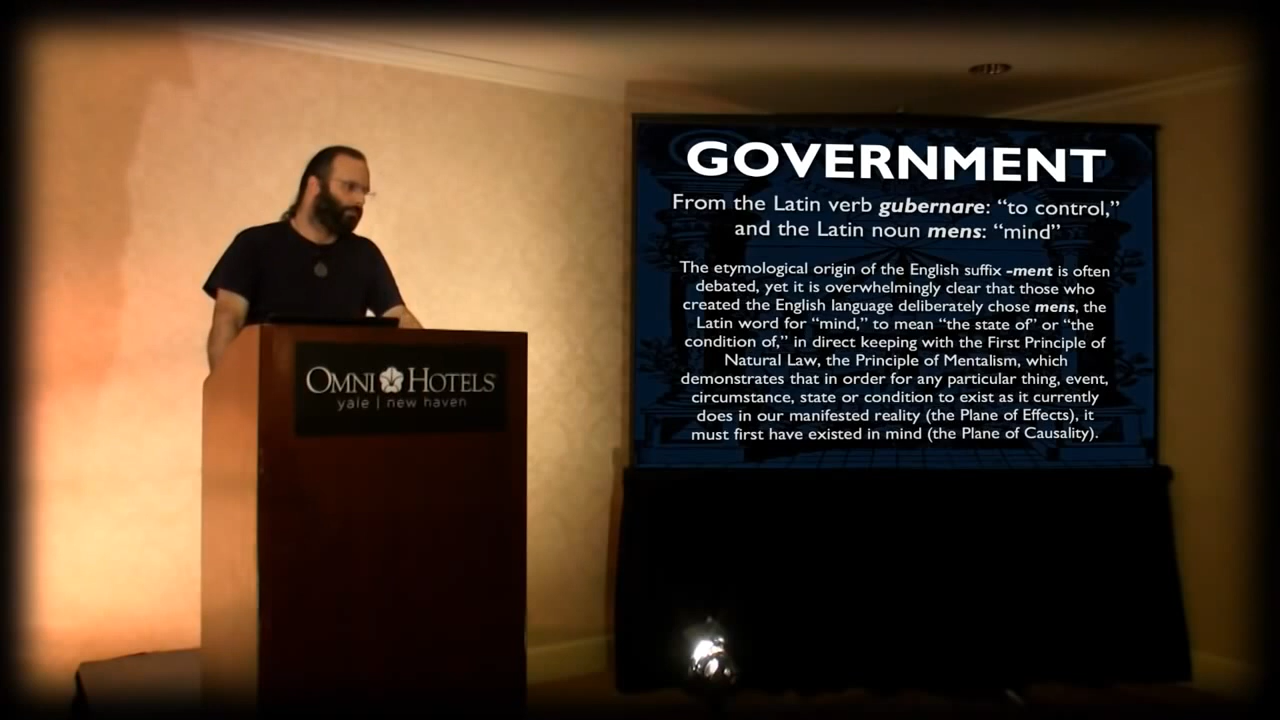 OMNI HOTELS
yale | new haven
GOVERNMENT
From the Latin verb gubernare: “to control,”
and the Latin noun mens: “mind”
The etymological origin of the English suffix -ment is often
debated, yet it is overwhelmingly clear that those who
created the English language deliberately chose mens, the
Latin word for “mind,” to mean “the state of” or “the
condition of,” in direct keeping with the First Principle of
Natural Law, the Principle of Mentalism, which
demonstrates that in order for any particular thing, event,
circumstance, state or condition to exist as it currently
does in our manifested reality (the Plane of Effects), it
must first have existed in mind (the Plane of Causality).